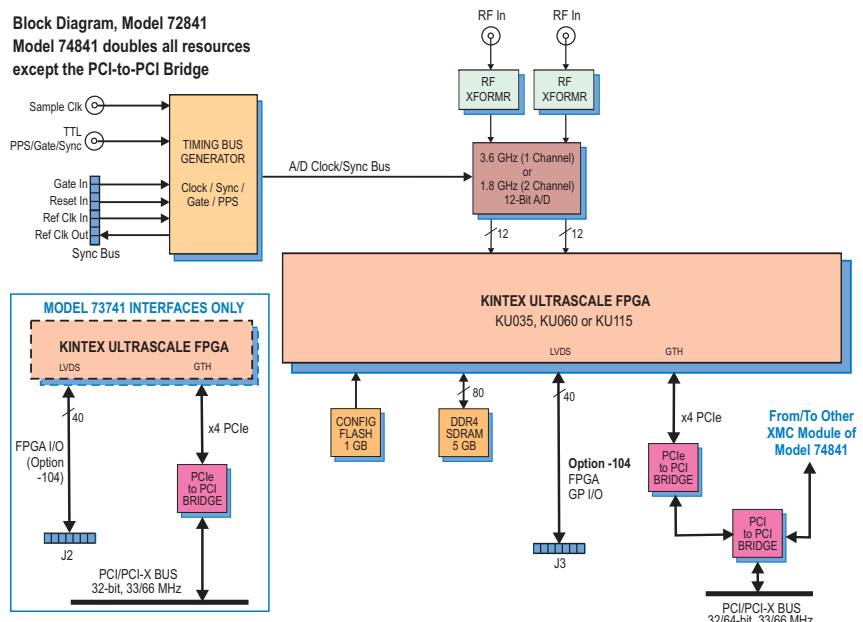 Block Diagram, Model 72841
Model 74841 doubles all resources
except the PCI-to-PCI Bridge
RF In
RF In
RF
XFORMR
RF
XFORMR
Sample Clk
TTL
PPS/Gate/Sync
Gate In
Reset In
Ref Clk In
Ref Clk Out
Sync Bus
TIMING BUS
GENERATOR
Clock / Sync /
Gate / PPS
A/D Clock/Sync Bus
3.6 GHz (1 Channel)
or
1.8 GHz (2 Channel)
12-Bit A/D
12
12
KINTEX ULTRASCALE FPGA
KU035, KU060 or KU115
LVDS
GTH
MODEL 73741 INTERFACES ONLY
KINTEX ULTRASCALE FPGA
LVDS
GTH
40
x4 PCIe
FPGA I/O
(Option
-104)
PCIe
to PCI
BRIDGE
J2
PCI/PCI-X BUS
32-bit, 33/66 MHz
CONFIG
FLASH
1 GB
80
DDR4
SDRAM
5 GB
40
Option -104
FPGA
GP I/O
J3
x4 PCIe
PCIe
to PCI
BRIDGE
From/To Other
XMC Module of
Model 74841
PCI
to PCI
BRIDGE
PCI/PCI-X BUS
32/64-bit, 33/66 MHz